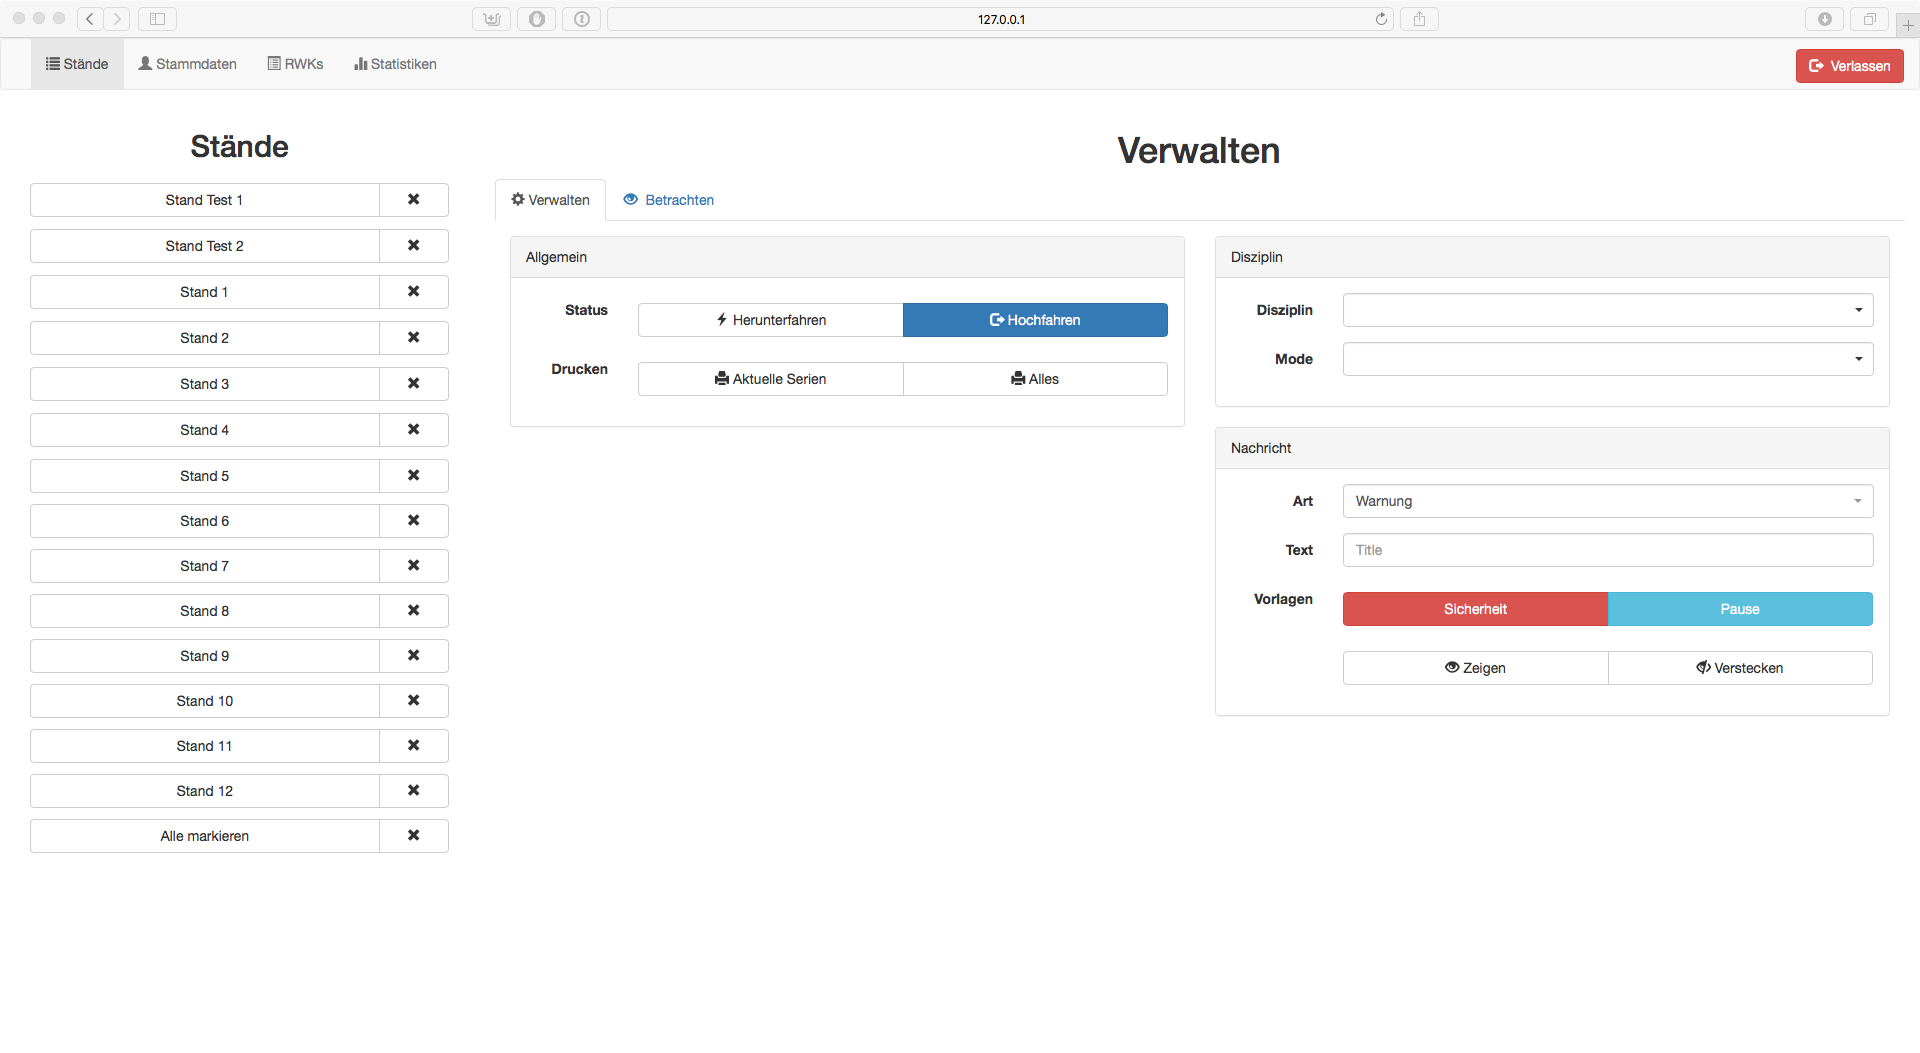 127.0.0.1
Stände Stammdaten RWKs Statistiken Verlassen
Stände
Stand Test 1
Stand Test 2
Stand 1
Stand 2
Stand 3
Stand 4
Stand 5
Stand 6
Stand 7
Stand 8
Stand 9
Stand 10
Stand 11
Stand 12
Alle markieren
Verwalten
Verwalten Betrachten
Allgemein
Status Herunterfahren Hochfahren
Drucken Aktuelle Serien Alles
Disziplin
Disziplin
Mode
Nachricht
Art Warnung
Text Title
Vorlagen Sicherheit Pause
Zeigen Verstecken